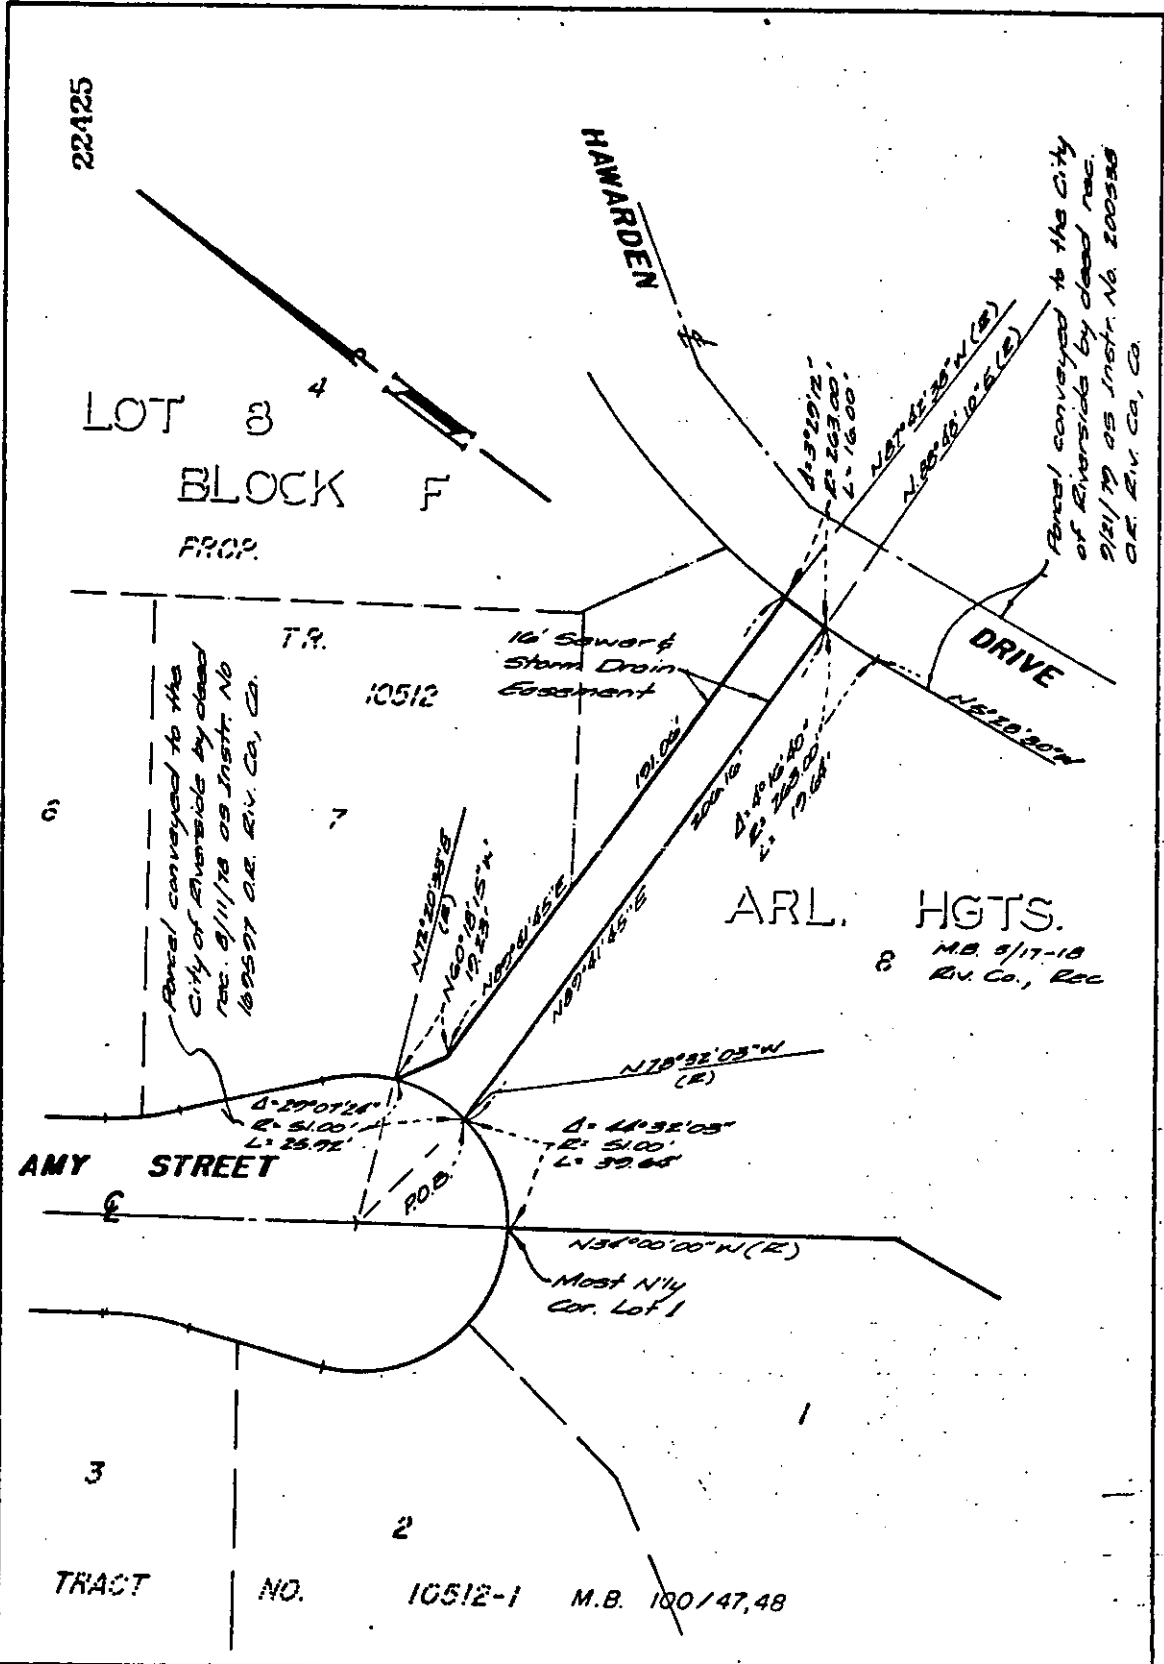 22425
HAWARDEN
Parcel conveyed to the City
of Riverside by deed rec.
9/21/79 as Instr. No. 200538
O.R. Riv. Co, Co.
LOT 8
4
BLOCK F
PROP.
Δ=3°29'12"
R=263.00'
L=16.00'
N87°42'38"W (R)
N.88°48'10"E (R)
TR.
10512
16' Sewer &
Storm Drain
Easement
DRIVE
N5°28'30"W
Parcel conveyed to the
City of Riverside by deed
rec. 8/11/78 as Instr. No
169597 O.R. Riv. Co, Co.
6
7
191.06'
206.16'
Δ=4°16'40"
R=263.00'
L=19.64'
N72°20'33"E
(R)
N60°18'15"W
19.23'
N89°41'45"E
N89°41'45"E
ARL. HGTS.
8
M.B. 5/17-18
Riv. Co., Rec
N78°32'03"W
(R)
Δ=29°07'24"
R=51.00'
L=25.92'
Δ=44°32'03"
R=51.00'
L=39.64'
AMY STREET
P.O.B.
N34°00'00"W (R)
Most N'ly
Cor. Lot 1
1
3
2
TRACT NO. 10512-1 M.B. 100/47,48